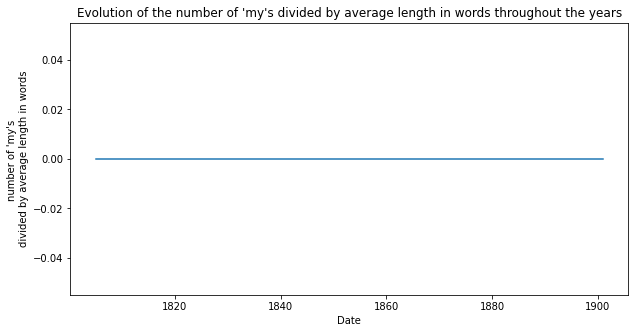 Evolution of the number of 'my's divided by average length in words throughout the years
number of 'my's
divided by average length in words
0.04
0.02
0.00
−0.02
−0.04
1820
1840
1860
1880
1900
Date